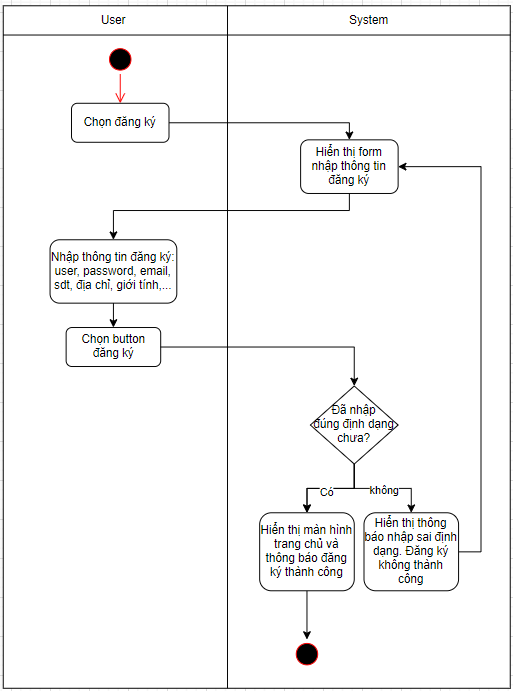 User
System
Chọn đăng ký
Hiển thị form
nhập thông tin
đăng ký
Nhập thông tin đăng ký:
user, password, email,
sdt, địa chỉ, giới tính,...
Chọn button
đăng ký
Đã nhập
đúng định dạng
chưa?
Có
không
Hiển thị màn hình
trang chủ và
thông báo đăng
ký thành công
Hiển thị thông
báo nhập sai định
dạng. Đăng ký
không thành
công